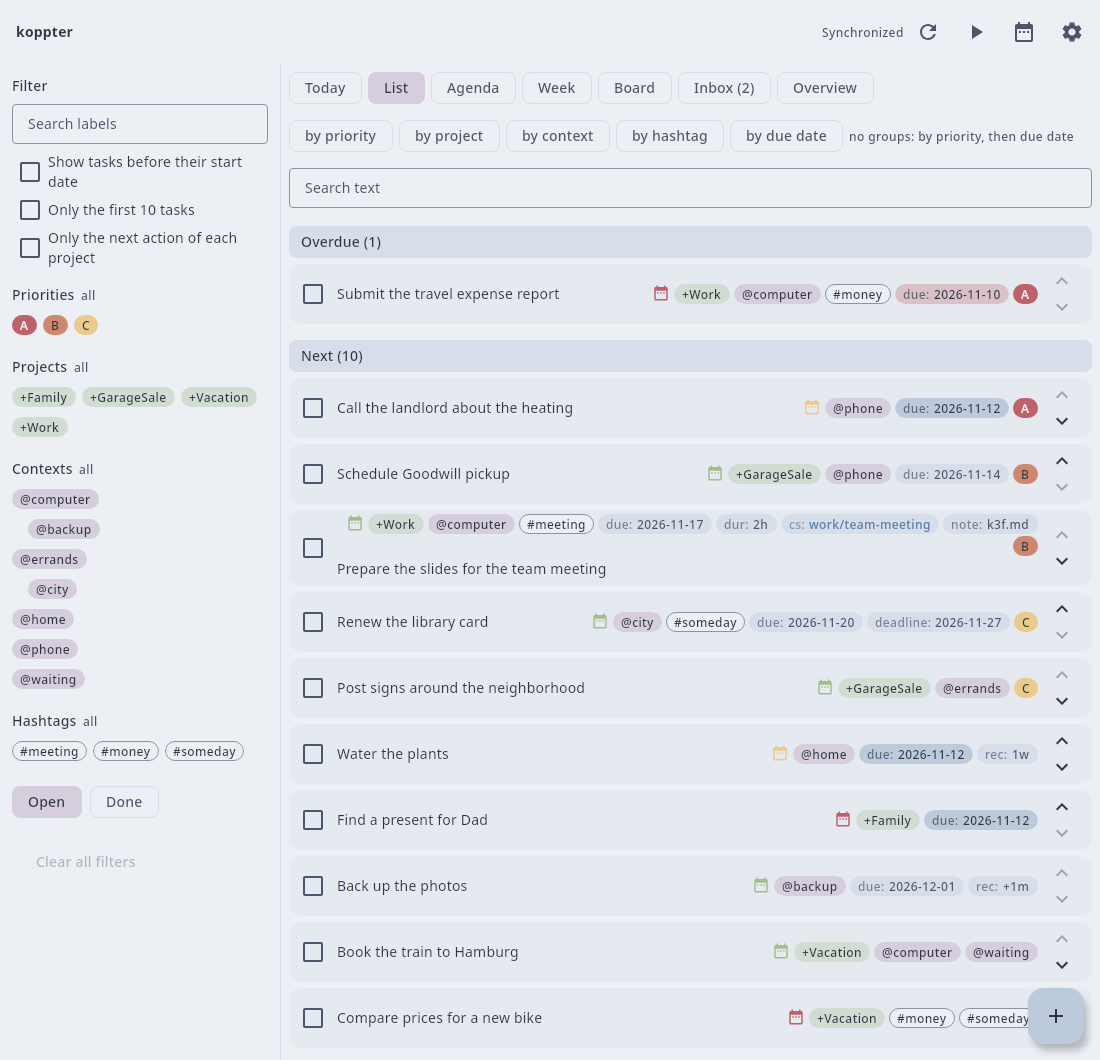 koppter
Synchronized
Filter
Search labels
Show tasks before their start
date
Only the first 10 tasks
Only the next action of each
project
Priorities all
A B C
Projects all
+Family +GarageSale +Vacation
+Work
Contexts all
@computer
@backup
@errands
@city
@home
@phone
@waiting
Hashtags all
#meeting #money #someday
Open Done
Clear all filters
Today List Agenda Week Board Inbox (2) Overview
by priority by project by context by hashtag by due date no groups: by priority, then due date
Search text
Overdue (1)
Submit the travel expense report +Work @computer #money due: 2026-11-10 A
Next (10)
Call the landlord about the heating @phone due: 2026-11-12 A
Schedule Goodwill pickup +GarageSale @phone due: 2026-11-14 B
+Work @computer #meeting due: 2026-11-17 dur: 2h cs: work/team-meeting note: k3f.md
B
Prepare the slides for the team meeting
Renew the library card @city #someday due: 2026-11-20 deadline: 2026-11-27 C
Post signs around the neighborhood +GarageSale @errands C
Water the plants @home due: 2026-11-12 rec: 1w
Find a present for Dad +Family due: 2026-11-12
Back up the photos @backup due: 2026-12-01 rec: +1m
Book the train to Hamburg +Vacation @computer @waiting
Compare prices for a new bike +Vacation #money #someday